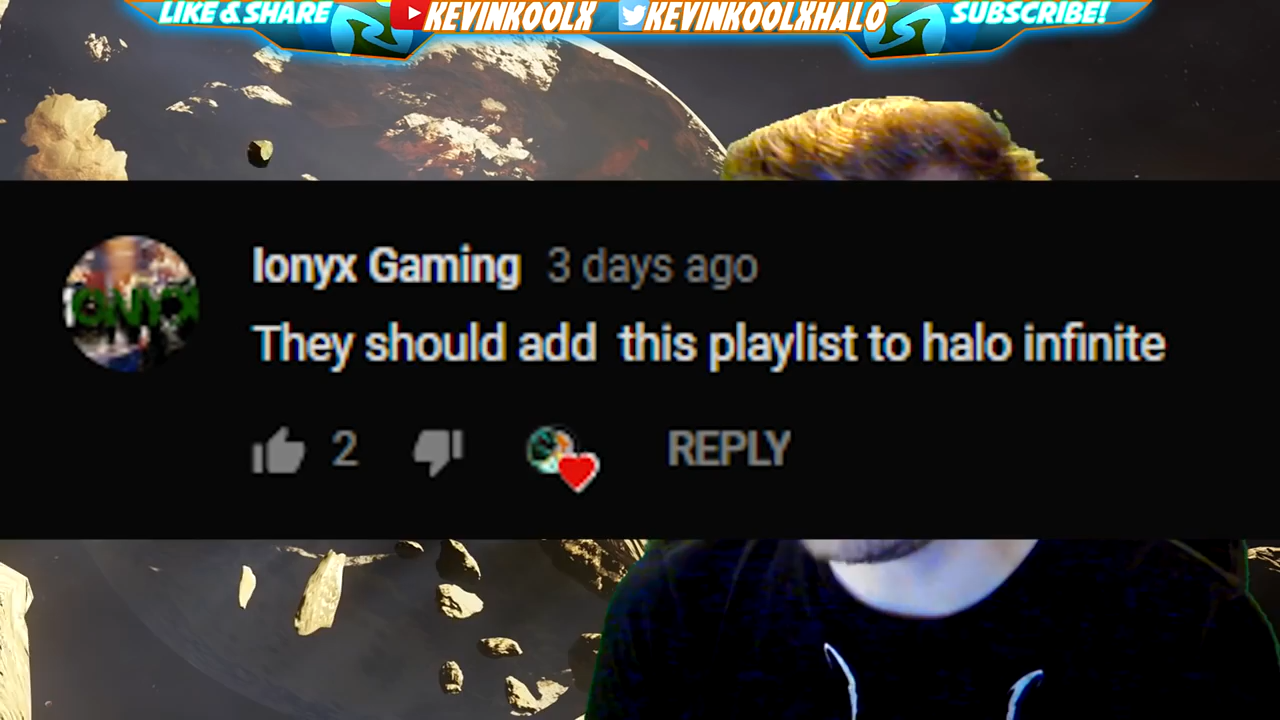 LIKE & SHARE KEVINKOOLX KEVINKOOLXHALO SUBSCRIBE!
Ionyx Gaming 3 days ago
IONYX
They should add  this playlist to halo infinite
2 REPLY